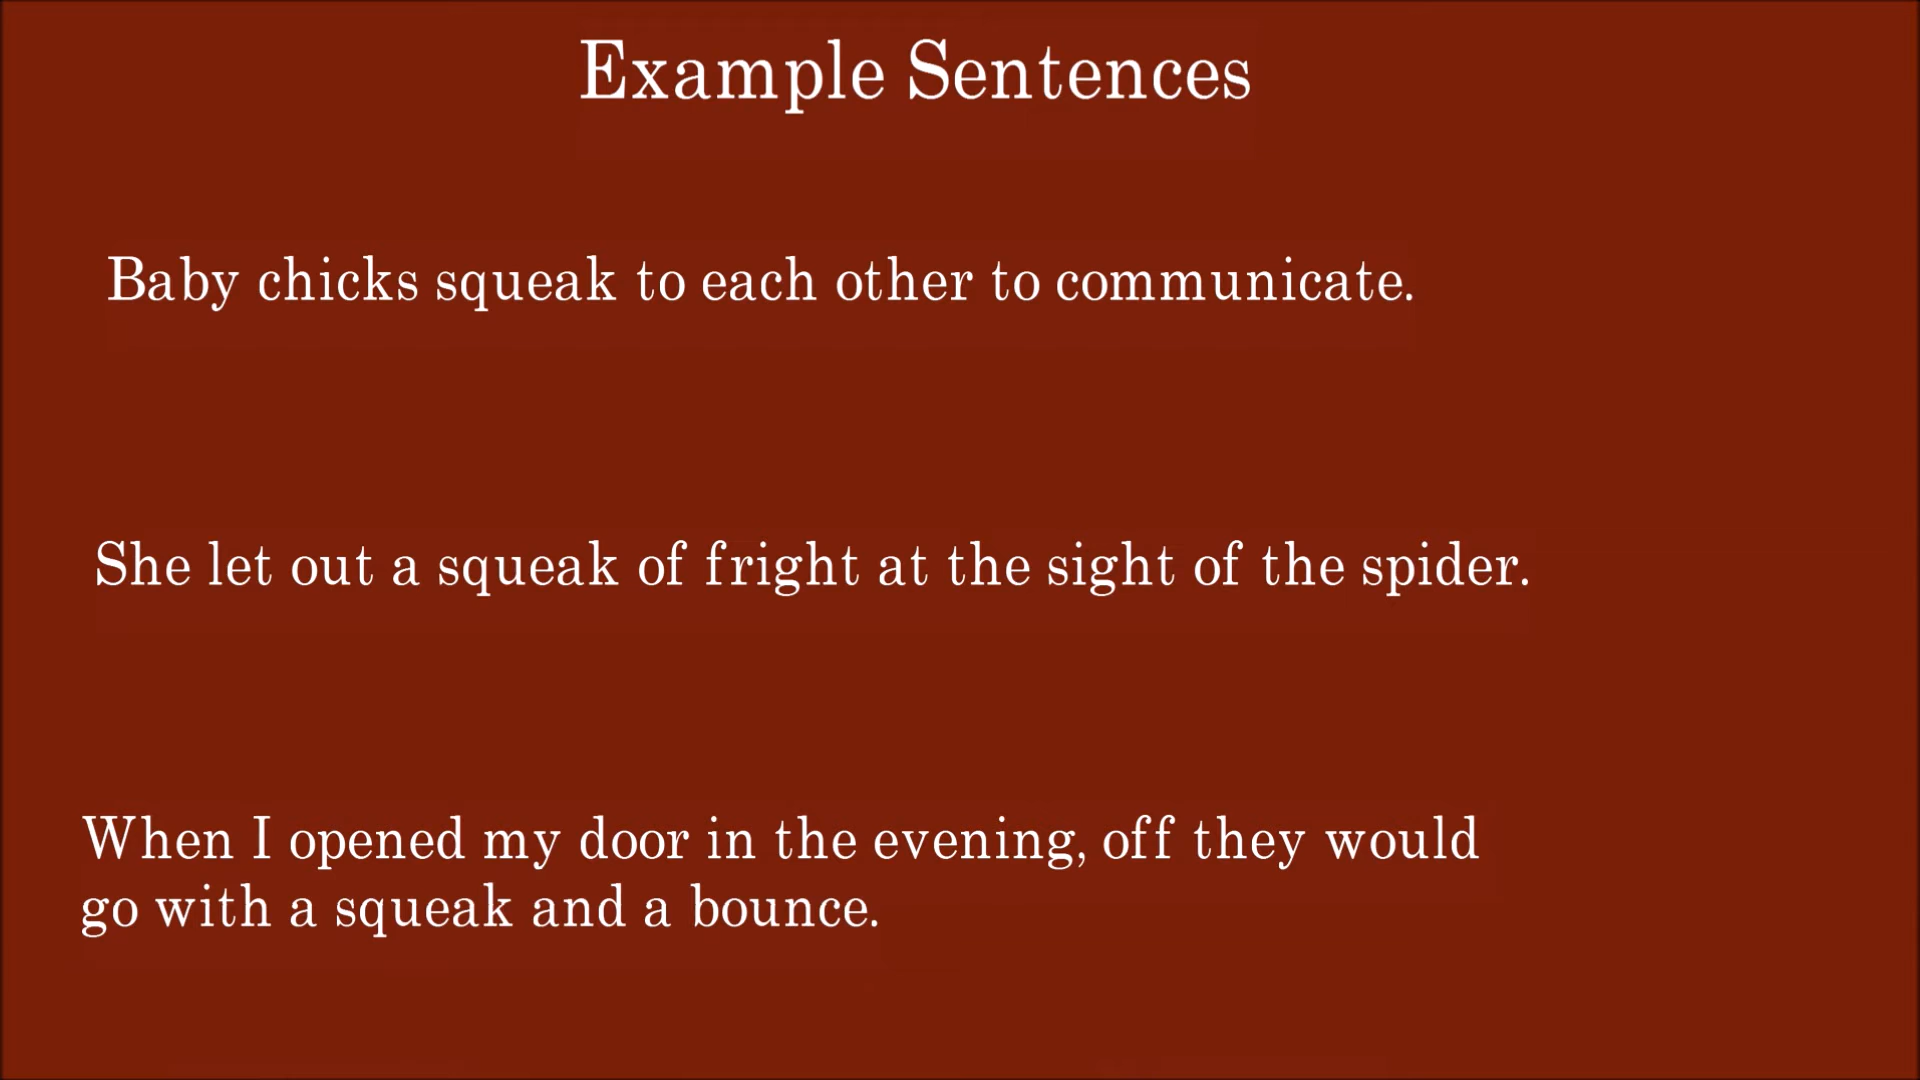 Example Sentences
Baby chicks squeak to each other to communicate.
She let out a squeak of fright at the sight of the spider.
When I opened my door in the evening, off they would
go with a squeak and a bounce.